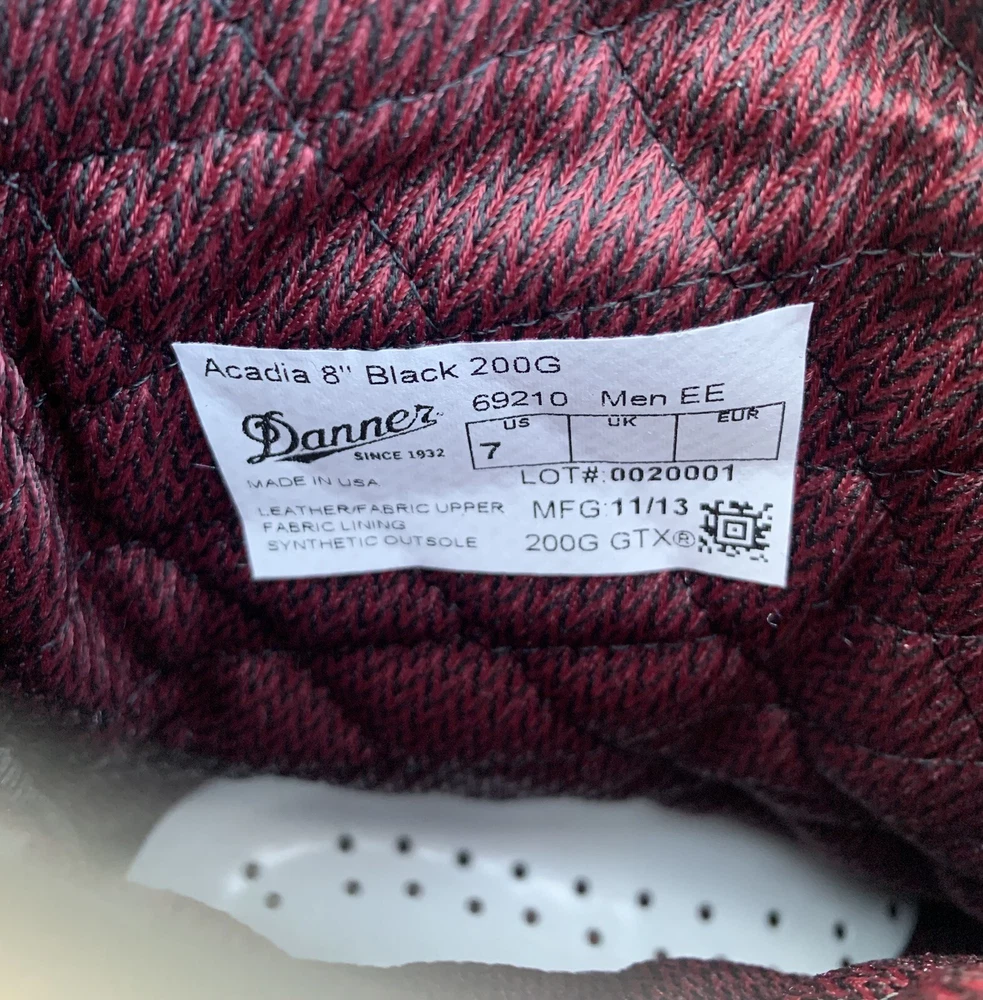 Acadia 8" Black 200G
69210 Men EE
Danner
SINCE 1932
US UK EUR
7
LOT#:0020001
MADE IN USA
MFG:11/13
LEATHER/FABRIC UPPER
FABRIC LINING
SYNTHETIC OUTSOLE
200G GTX®